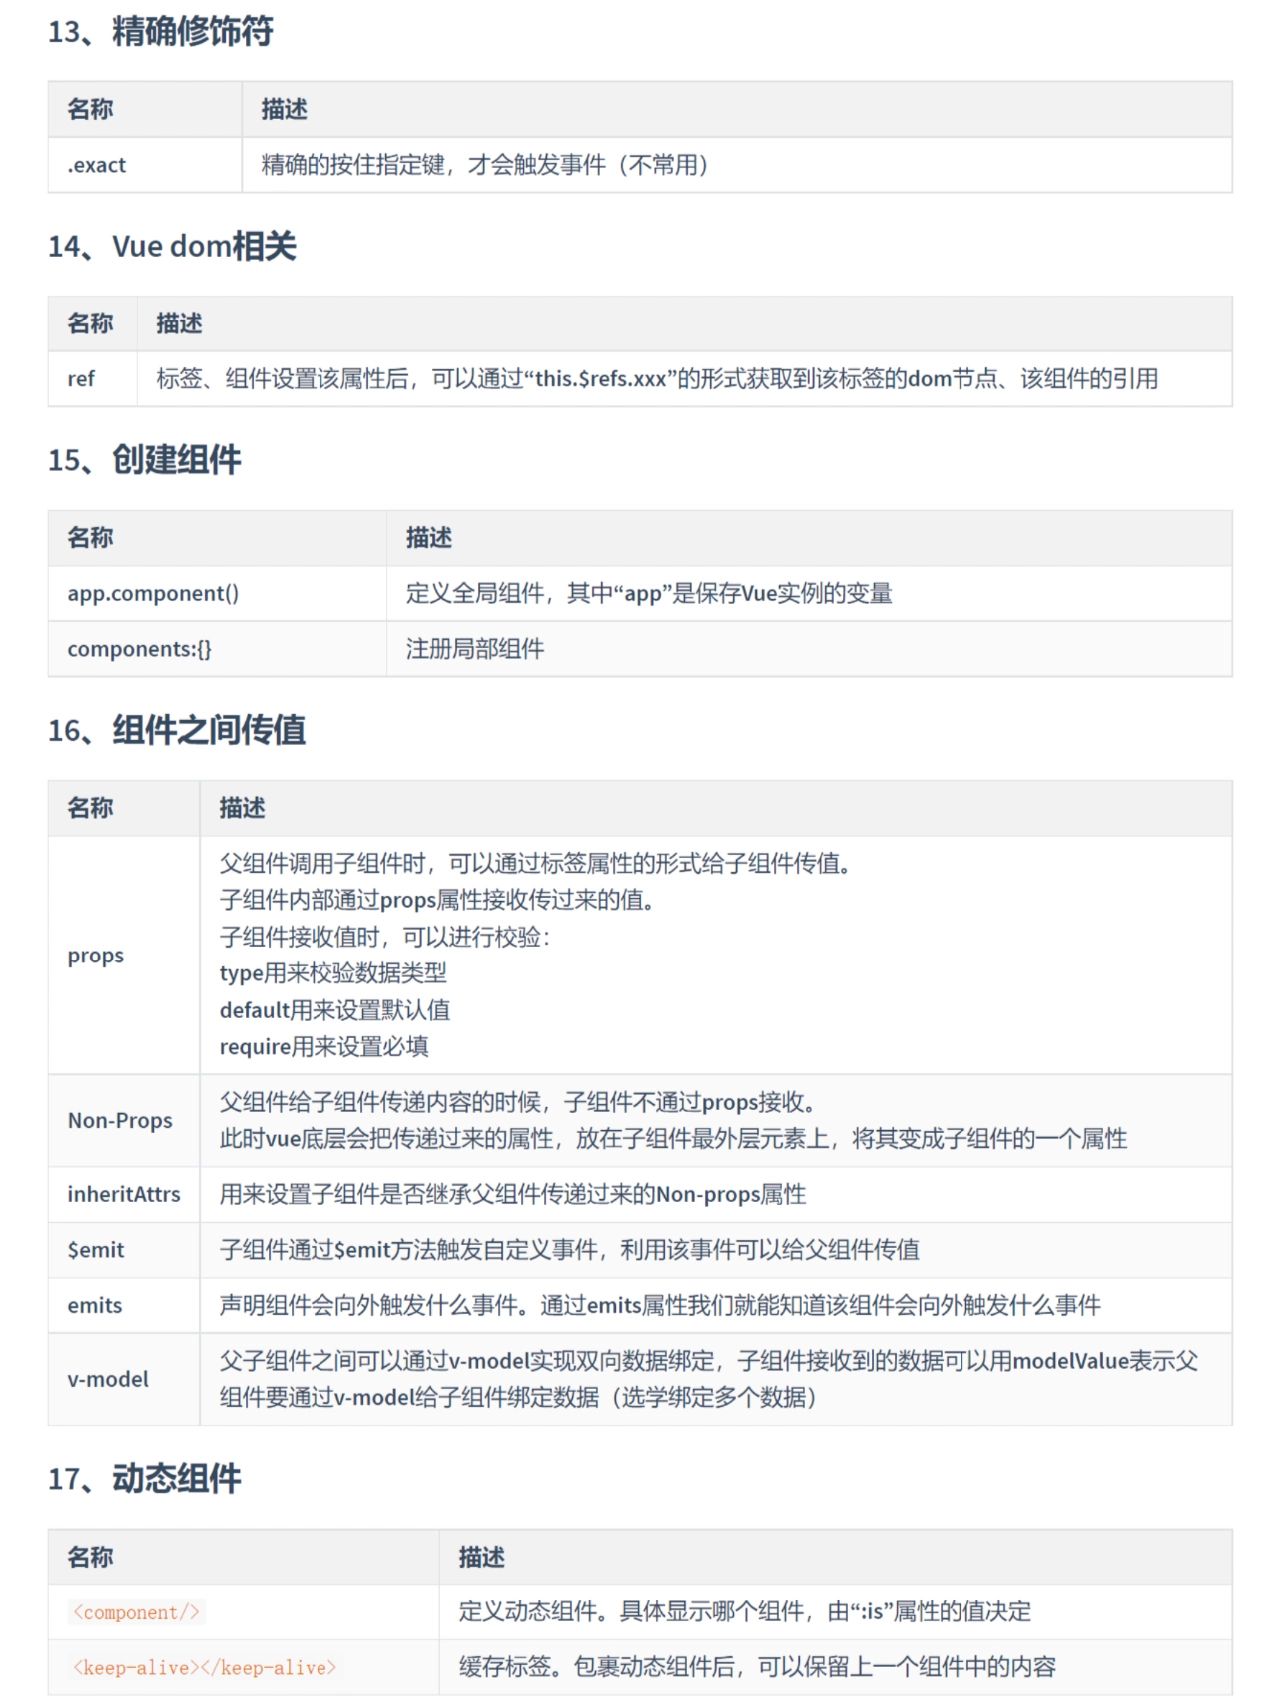 13、精确修饰符
名称 描述
.exact 精确的按住指定键，才会触发事件（不常用）
14、Vue dom相关
名称 描述
ref 标签、组件设置该属性后，可以通过“this.$refs.xxx”的形式获取到该标签的dom节点、该组件的引用
15、创建组件
名称 描述
app.component() 定义全局组件，其中“app”是保存Vue实例的变量
components:{} 注册局部组件
16、组件之间传值
名称 描述
父组件调用子组件时，可以通过标签属性的形式给子组件传值。
子组件内部通过props属性接收传过来的值。
子组件接收值时，可以进行校验：
props
type用来校验数据类型
default用来设置默认值
require用来设置必填
Non-Props
父组件给子组件传递内容的时候，子组件不通过props接收。
此时vue底层会把传递过来的属性，放在子组件最外层元素上，将其变成子组件的一个属性
inheritAttrs 用来设置子组件是否继承父组件传递过来的Non-props属性
$emit 子组件通过$emit方法触发自定义事件，利用该事件可以给父组件传值
emits 声明组件会向外触发什么事件。通过emits属性我们就能知道该组件会向外触发什么事件
v-model
父子组件之间可以通过v-model实现双向数据绑定，子组件接收到的数据可以用modelValue表示父
组件要通过v-model给子组件绑定数据（选学绑定多个数据）
17、动态组件
名称 描述
<component/> 定义动态组件。具体显示哪个组件，由“:is”属性的值决定
<keep-alive></keep-alive> 缓存标签。包裹动态组件后，可以保留上一个组件中的内容